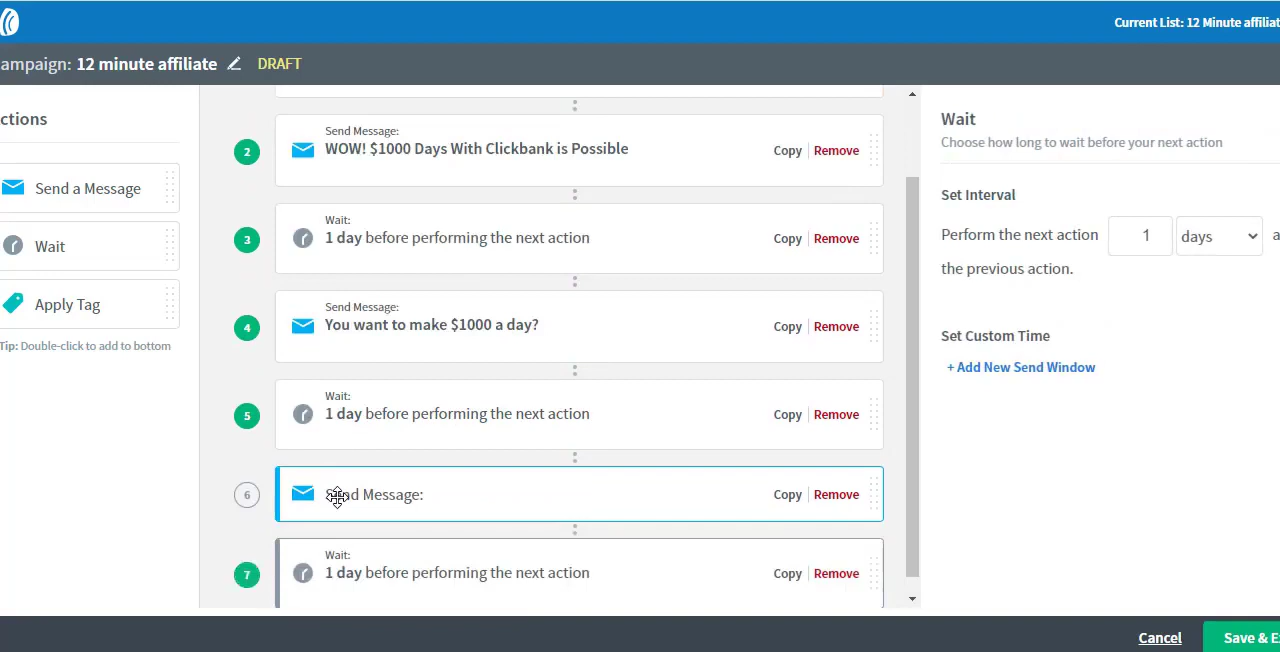 Current List: 12 Minute affiliat
ampaign: 12 minute affiliate DRAFT
ctions
Send a Message
Wait
Apply Tag
Tip: Double-click to add to bottom
2
Send Message:
WOW! $1000 Days With Clickbank is Possible
Copy Remove
3
Wait:
1 day before performing the next action
Copy Remove
4
Send Message:
You want to make $1000 a day?
Copy Remove
5
Wait:
1 day before performing the next action
Copy Remove
6
Send Message:
Copy Remove
7
Wait:
1 day before performing the next action
Copy Remove
Wait
Choose how long to wait before your next action
Set Interval
Perform the next action 1 days a
the previous action.
Set Custom Time
+ Add New Send Window
Cancel
Save & E